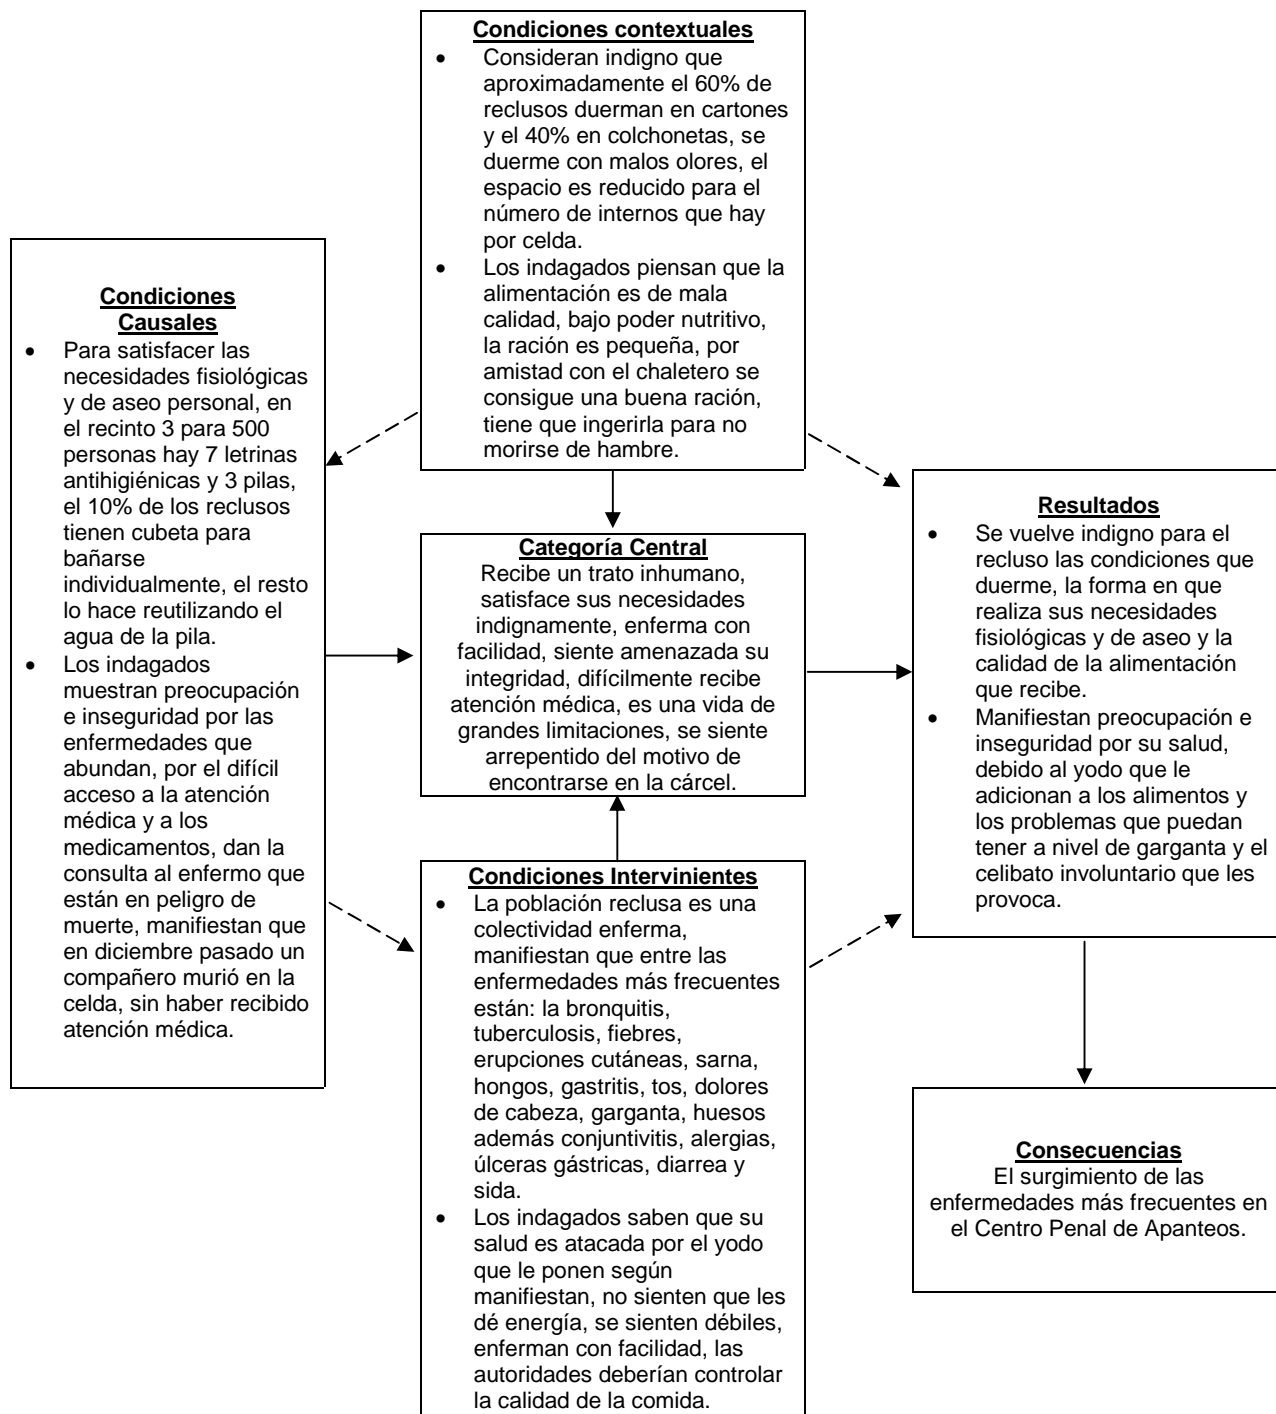 Condiciones contextuales
• Consideran indigno que
aproximadamente el 60% de
reclusos duerman en cartones
y el 40% en colchonetas, se
duerme con malos olores, el
espacio es reducido para el
número de internos que hay
por celda.
• Los indagados piensan que la
alimentación es de mala
calidad, bajo poder nutritivo,
la ración es pequeña, por
amistad con el chaletero se
consigue una buena ración,
tiene que ingerirla para no
morirse de hambre.
Condiciones
Causales
• Para satisfacer las
necesidades fisiológicas
y de aseo personal, en
el recinto 3 para 500
personas hay 7 letrinas
antihigiénicas y 3 pilas,
el 10% de los reclusos
tienen cubeta para
bañarse
individualmente, el resto
lo hace reutilizando el
agua de la pila.
• Los indagados
muestran preocupación
e inseguridad por las
enfermedades que
abundan, por el difícil
acceso a la atención
médica y a los
medicamentos, dan la
consulta al enfermo que
están en peligro de
muerte, manifiestan que
en diciembre pasado un
compañero murió en la
celda, sin haber recibido
atención médica.
Categoría Central
Recibe un trato inhumano,
satisface sus necesidades
indignamente, enferma con
facilidad, siente amenazada su
integridad, difícilmente recibe
atención médica, es una vida de
grandes limitaciones, se siente
arrepentido del motivo de
encontrarse en la cárcel.
Condiciones Intervinientes
• La población reclusa es una
colectividad enferma,
manifiestan que entre las
enfermedades más frecuentes
están: la bronquitis,
tuberculosis, fiebres,
erupciones cutáneas, sarna,
hongos, gastritis, tos, dolores
de cabeza, garganta, huesos
además conjuntivitis, alergias,
úlceras gástricas, diarrea y
sida.
• Los indagados saben que su
salud es atacada por el yodo
que le ponen según
manifiestan, no sienten que les
dé energía, se sienten débiles,
enferman con facilidad, las
autoridades deberían controlar
la calidad de la comida.
Resultados
• Se vuelve indigno para el
recluso las condiciones que
duerme, la forma en que
realiza sus necesidades
fisiológicas y de aseo y la
calidad de la alimentación
que recibe.
• Manifiestan preocupación e
inseguridad por su salud,
debido al yodo que le
adicionan a los alimentos y
los problemas que puedan
tener a nivel de garganta y el
celibato involuntario que les
provoca.
Consecuencias
El surgimiento de las
enfermedades más frecuentes en
el Centro Penal de Apanteos.